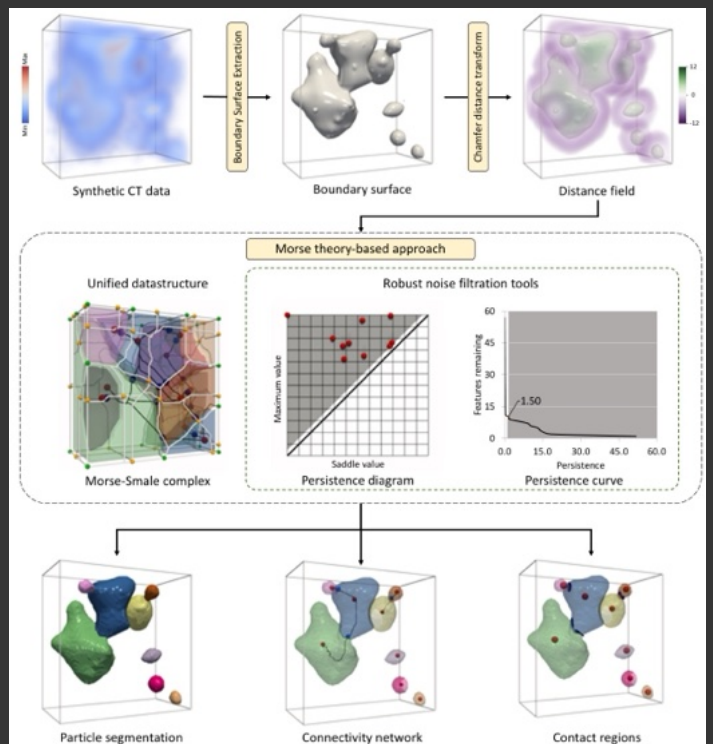 Max
Min
Boundary Surface Extraction
Chamfer distance transform
12
0
-12
Synthetic CT data
Boundary surface
Distance field
Morse theory-based approach
Unified datastructure
Robust noise filtration tools
Maximum value
Saddle value
Features remaining
60
45
30
15
0
1.50
0.0
15.0
30.0
45.0
60.0
Persistence
Morse-Smale complex
Persistence diagram
Persistence curve
Particle segmentation
Connectivity network
Contact regions